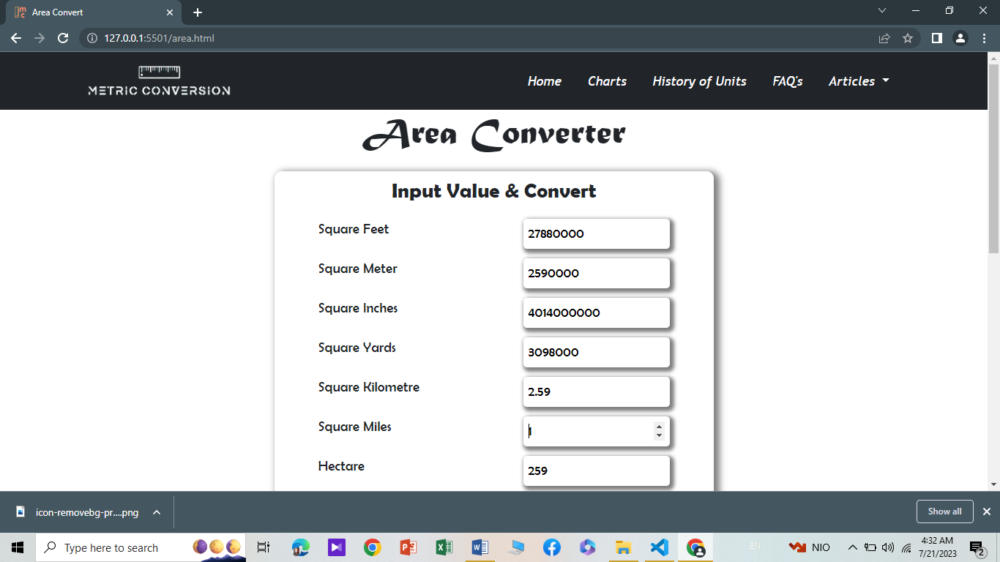 Area Convert
127.0.0.1:5501/area.html
METRIC CONVERSION
Home Charts History of Units FAQ's Articles
Area Converter
Input Value & Convert
Square Feet 27880000
Square Meter 2590000
Square Inches 4014000000
Square Yards 3098000
Square Kilometre 2.59
Square Miles 1
Hectare 259
icon-removebg-pr....png Show all
Type here to search EN NIO 4:32 AM
7/21/2023 2